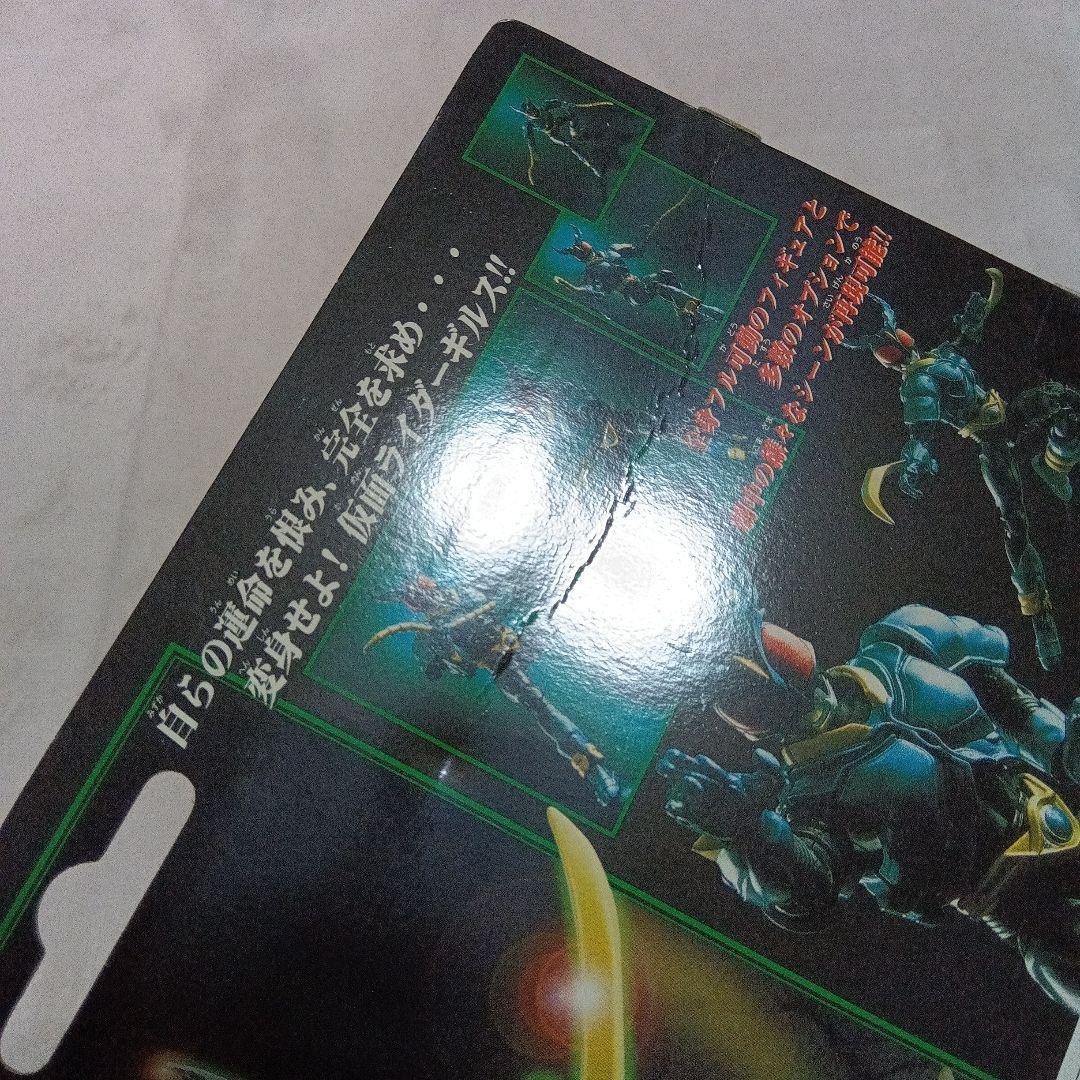 自らの運命を恨み、完全を求め・・・
変身せよ！仮面ライダーギルス!!
全身フル可動のフィギュアと
多数のオプションで
劇中の様々なシーンが再現可能!!